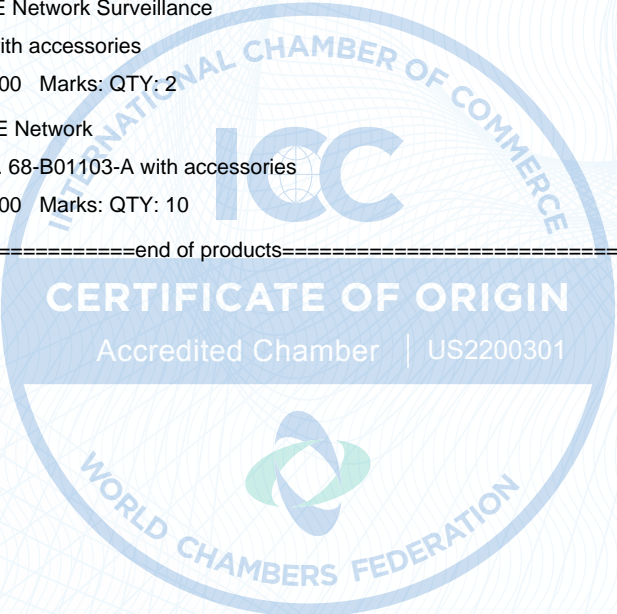 E Network Surveillance
ith accessories
00 Marks: QTY: 2
E Network
. 68-B01103-A with accessories
00 Marks: QTY: 10
===========end of products===========================
INTERNATIONAL CHAMBER OF COMMERCE
ICC
CERTIFICATE OF ORIGIN
Accredited Chamber | US2200301
WORLD CHAMBERS FEDERATION